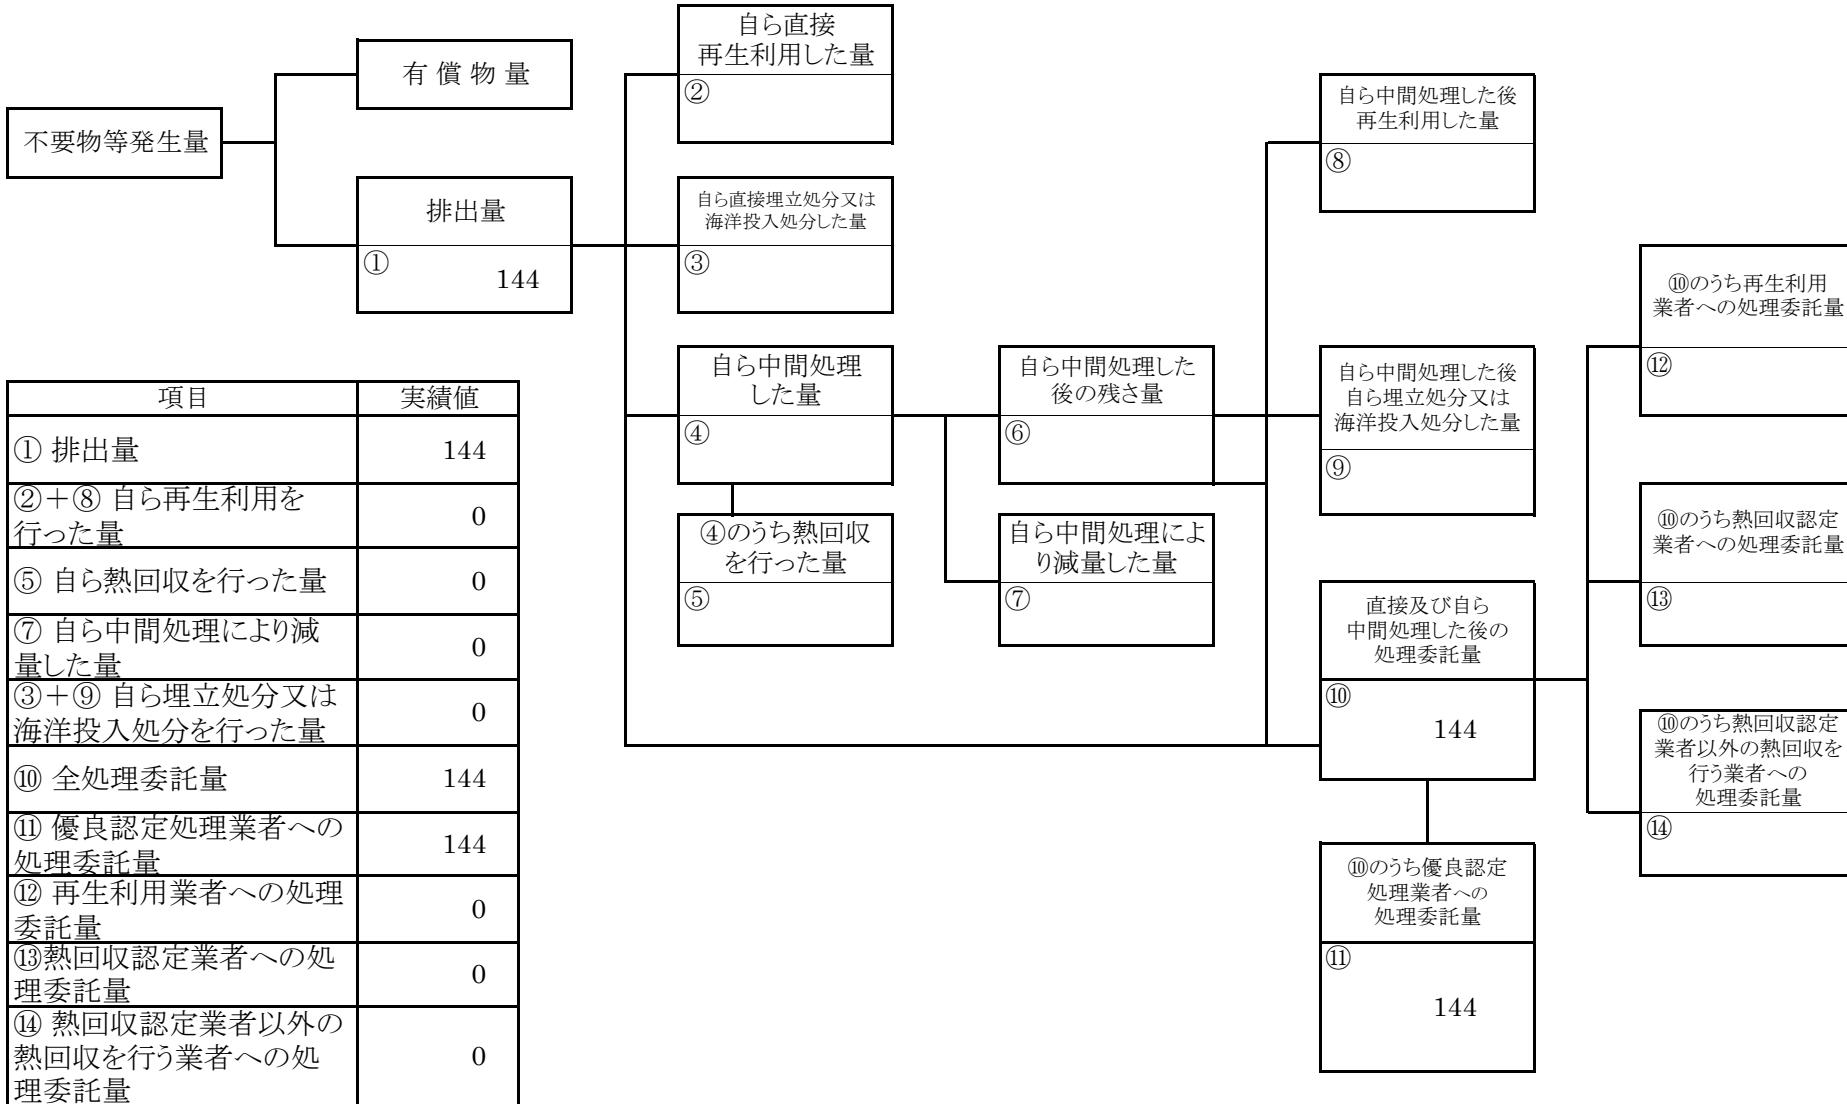 不要物等発生量
有 償 物 量
排出量
①
144
自ら直接
再生利用した量
②
自ら直接埋立処分又は
海洋投入処分した量
③
自ら中間処理
した量
④
④のうち熱回収
を行った量
⑤
自ら中間処理した
後の残さ量
⑥
自ら中間処理によ
り減量した量
⑦
自ら中間処理した後
再生利用した量
⑧
自ら中間処理した後
自ら埋立処分又は
海洋投入処分した量
⑨
直接及び自ら
中間処理した後の
処理委託量
⑩
144
⑩のうち優良認定
処理業者への
処理委託量
⑪
144
⑩のうち再生利用
業者への処理委託量
⑫
⑩のうち熱回収認定
業者への処理委託量
⑬
⑩のうち熱回収認定
業者以外の熱回収を
行う業者への
処理委託量
⑭
項目 実績値
① 排出量 144
②＋⑧ 自ら再生利用を
行った量 0
⑤ 自ら熱回収を行った量 0
⑦ 自ら中間処理により減
量した量 0
③＋⑨ 自ら埋立処分又は
海洋投入処分を行った量 0
⑩ 全処理委託量 144
⑪ 優良認定処理業者への
処理委託量 144
⑫ 再生利用業者への処理
委託量 0
⑬熱回収認定業者への処
理委託量 0
⑭ 熱回収認定業者以外の
熱回収を行う業者への処
理委託量 0